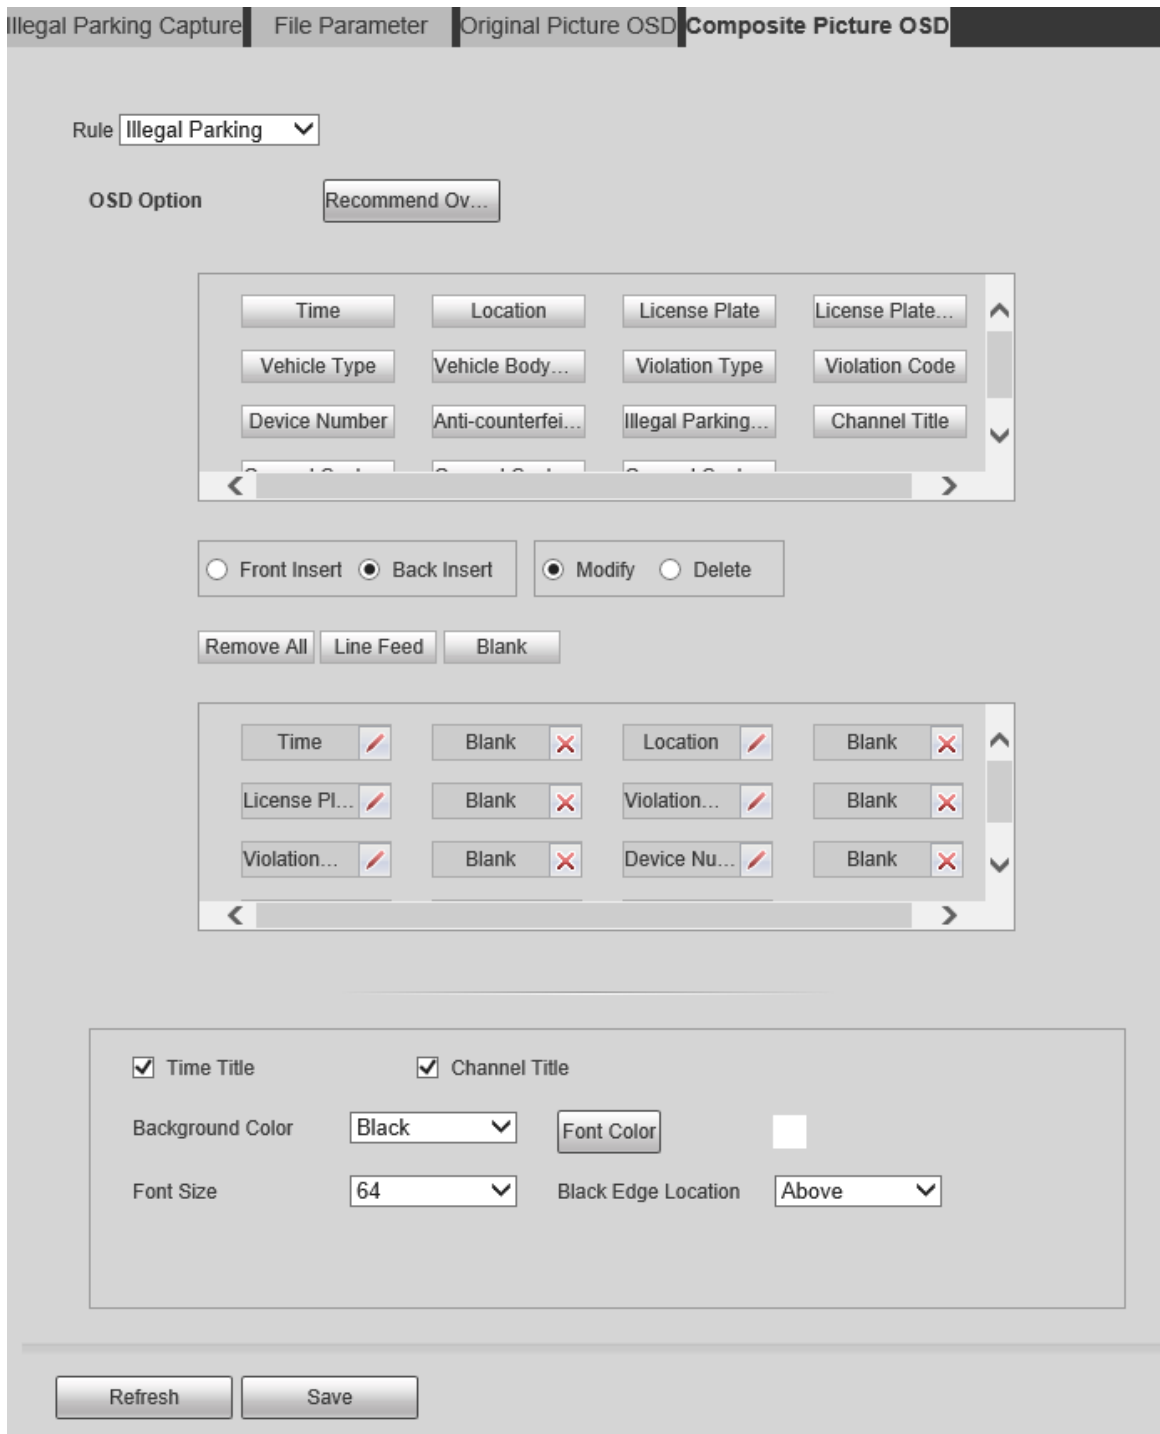 Illegal Parking Capture File Parameter Original Picture OSD Composite Picture OSD
Rule Illegal Parking
OSD Option Recommend Ov...
Time Location License Plate License Plate...
Vehicle Type Vehicle Body... Violation Type Violation Code
Device Number Anti-counterfei... Illegal Parking... Channel Title
Front Insert Back Insert Modify Delete
Remove All Line Feed Blank
Time Blank Location Blank
License Pl... Blank Violation... Blank
Violation... Blank Device Nu... Blank
Time Title Channel Title
Background Color Black Font Color
Font Size 64 Black Edge Location Above
Refresh Save